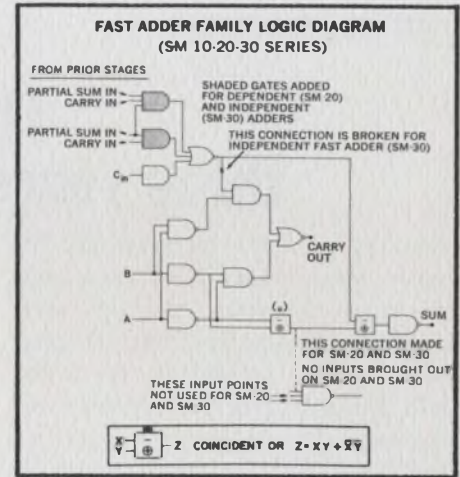 FAST ADDER FAMILY LOGIC DIAGRAM
(SM 10-20-30 SERIES)
FROM PRIOR STAGES
PARTIAL SUM IN
CARRY IN
SHADED GATES ADDED
FOR DEPENDENT (SM 20)
AND INDEPENDENT
(SM-30) ADDERS
PARTIAL SUM IN
CARRY IN
THIS CONNECTION IS BROKEN FOR
INDEPENDENT FAST ADDER (SM-30)
Cin
CARRY
OUT
B
A
SUM
THIS CONNECTION MADE
FOR SM-20 AND SM-30
NO INPUTS BROUGHT OUT
ON SM 20 AND SM 30
THESE INPUT POINTS
NOT USED FOR SM-20
AND SM 30
X
Y
Z COINCIDENT OR Z = XY + X̅Y̅